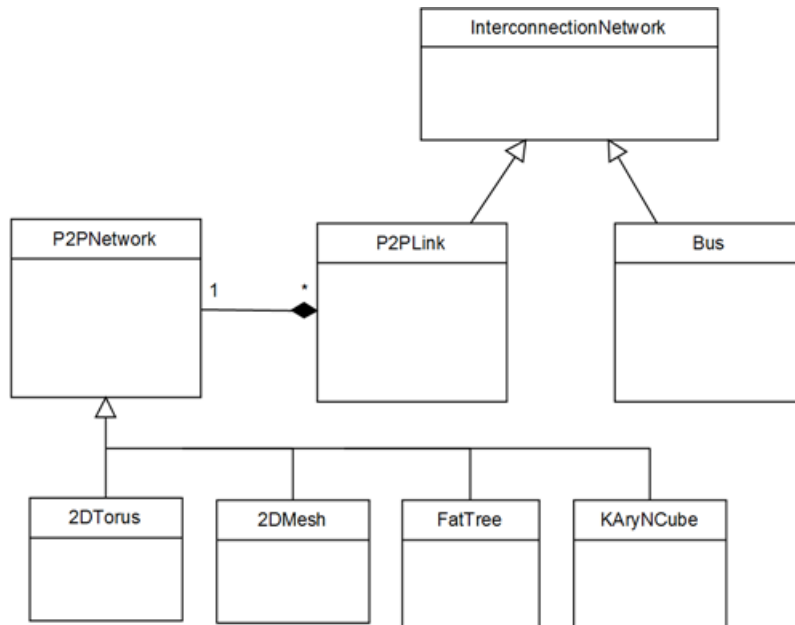 InterconnectionNetwork
P2PNetwork
P2PLink
Bus
1
*
2DTorus
2DMesh
FatTree
KAryNCube